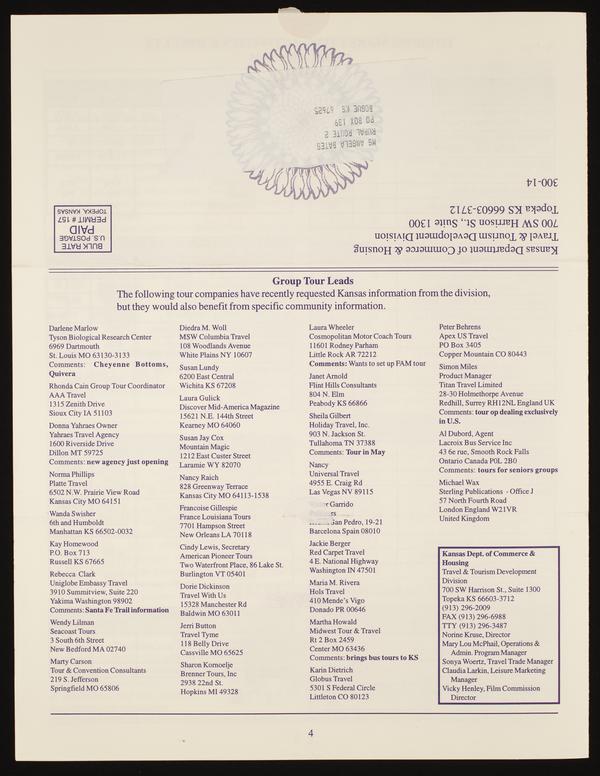 MS ANGELA BATES
RURAL ROUTE 2
PO BOX 139
BOGUE KS 67625
Kansas Department of Commerce & Housing
Travel & Tourism Development Division
700 SW Harrison St., Suite 1300
Topeka KS 66603-3712
300-14
BULK RATE
U.S. POSTAGE
PAID
PERMIT # 157
TOPEKA, KANSAS
Group Tour Leads
The following tour companies have recently requested Kansas information from the division,
but they would also benefit from specific community information.
Darlene Marlow
Tyson Biological Research Center
6969 Dartmouth
St. Louis MO 63130-3133
Comments: Cheyenne Bottoms,
Quivera
Rhonda Cain Group Tour Coordinator
AAA Travel
1315 Zenith Drive
Sioux City IA 51103
Donna Yahraes Owner
Yahraes Travel Agency
1600 Riverside Drive
Dillon MT 59725
Comments: new agency just opening
Norma Phillips
Platte Travel
6502 N.W. Prairie View Road
Kansas City MO 64151
Wanda Swisher
6th and Humboldt
Manhattan KS 66502-0032
Kay Homewood
P.O. Box 713
Russell KS 67665
Rebecca Clark
Uniglobe Embassy Travel
3910 Summitview, Suite 220
Yakima Washington 98902
Comments: Santa Fe Trail information
Wendy Lilman
Seacoast Tours
3 South 6th Street
New Bedford MA 02740
Marty Carson
Tour & Convention Consultants
219 S. Jefferson
Springfield MO 65806
Diedra M. Woll
MSW Columbia Travel
108 Woodlands Avenue
White Plains NY 10607
Susan Lundy
6200 East Central
Wichita KS 67208
Laura Gulick
Discover Mid-America Magazine
15621 N.E. 144th Street
Kearney MO 64060
Susan Jay Cox
Mountain Magic
1212 East Custer Street
Laramie WY 82070
Nancy Raich
828 Greenway Terrace
Kansas City MO 64113-1538
Francoise Gillespie
France Louisiana Tours
7701 Hampson Street
New Orleans LA 70118
Cindy Lewis, Secretary
American Pioneer Tours
Two Waterfront Place, 86 Lake St.
Burlington VT 05401
Dorie Dickinson
Travel With Us
15328 Manchester Rd
Baldwin MO 63011
Jerri Button
Travel Tyme
118 Belly Drive
Cassville MO 65625
Sharon Kornoelje
Brenner Tours, Inc
2938 22nd St.
Hopkins MI 49328
Laura Wheeler
Cosmopolitan Motor Coach Tours
11601 Rodney Parham
Little Rock AR 72212
Comments: Wants to set up FAM tour
Janet Arnold
Flint Hills Consultants
804 N. Elm
Peabody KS 66866
Sheila Gilbert
Holiday Travel, Inc.
903 N. Jackson St.
Tullahoma TN 37388
Comments: Tour in May
Nancy
Universal Travel
4955 E. Craig Rd
Las Vegas NV 89115
Garrido
San Pedro, 19-21
Barcelona Spain 08010
Jackie Berger
Red Carpet Travel
4 E. National Highway
Washington IN 47501
Maria M. Rivera
Hols Travel
410 Mende's Vigo
Donado PR 00646
Martha Howald
Midwest Tour & Travel
Rt 2 Box 2459
Center MO 63436
Comments: brings bus tours to KS
Karin Dietrich
Globus Travel
5301 S Federal Circle
Littleton CO 80123
Peter Behrens
Apex US Travel
PO Box 3405
Copper Mountain CO 80443
Simon Miles
Product Manager
Titan Travel Limited
28-30 Holmethorpe Avenue
Redhill, Surrey RH12NL England UK
Comments: tour op dealing exclusively
in U.S.
Al Dubord, Agent
Lacroix Bus Service Inc
43 6e rue, Smooth Rock Falls
Ontario Canada P0L 2B0
Comments: tours for seniors groups
Michael Wax
Sterling Publications - Office J
57 North Fourth Road
London England W21VR
United Kingdom
Kansas Dept. of Commerce &
Housing
Travel & Tourism Development
Division
700 SW Harrison St., Suite 1300
Topeka KS 66603-3712
(913) 296-2009
FAX (913) 296-6988
TTY (913) 296-3487
Norine Kruse, Director
Mary Lou McPhail, Operations &
Admin. Program Manager
Sonya Woertz, Travel Trade Manager
Claudia Larkin, Leisure Marketing
Manager
Vicky Henley, Film Commission
Director
4